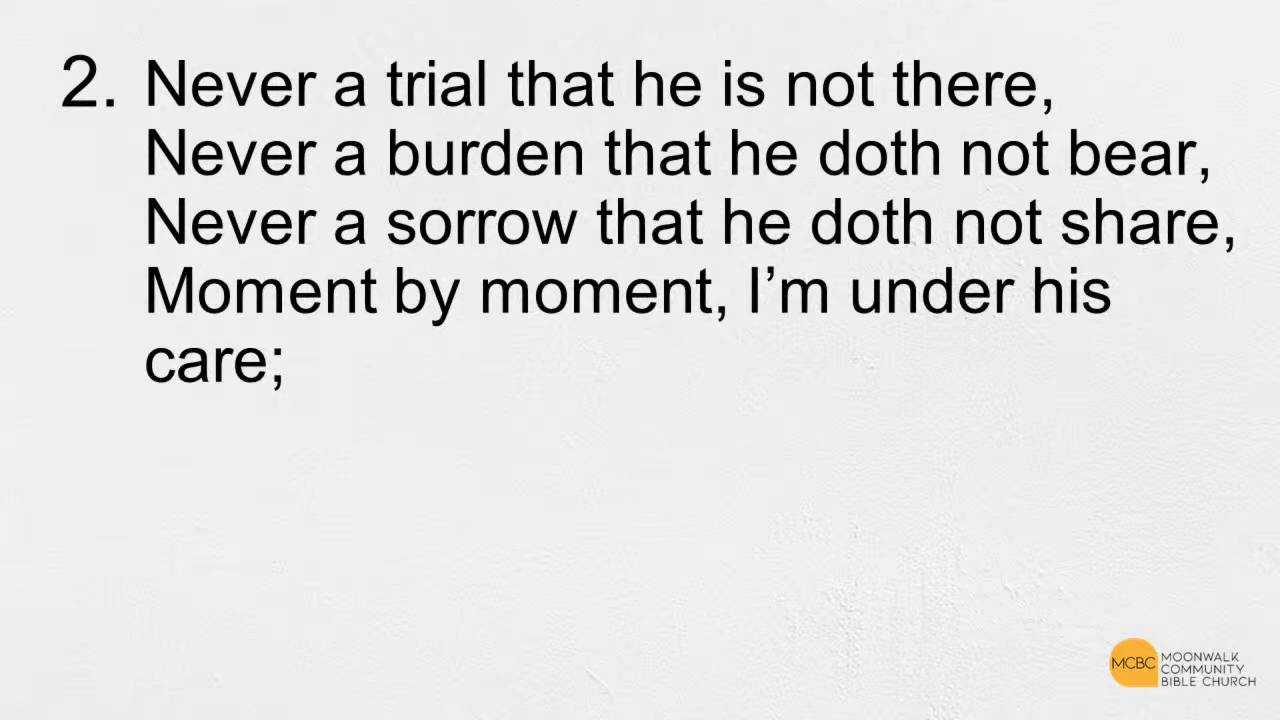 2. Never a trial that he is not there,
Never a burden that he doth not bear,
Never a sorrow that he doth not share,
Moment by moment, I’m under his
care;
MCBC MOONWALK
COMMUNITY
BIBLE CHURCH